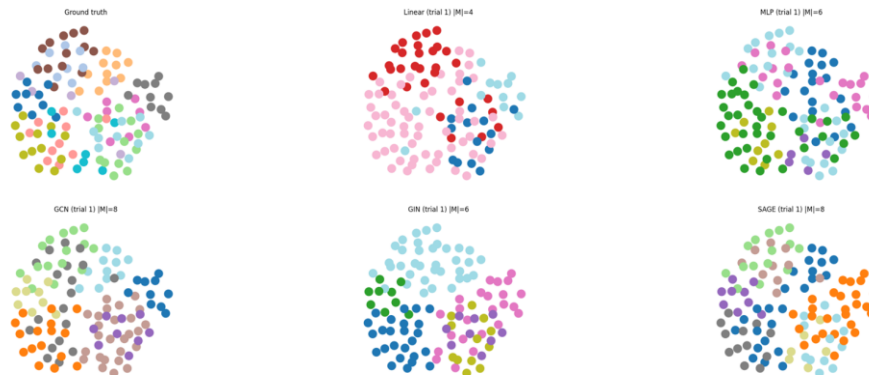 Ground truth
Linear (trial 1) |M|=4
MLP (trial 1) |M|=6
GCN (trial 1) |M|=8
GIN (trial 1) |M|=6
SAGE (trial 1) |M|=8